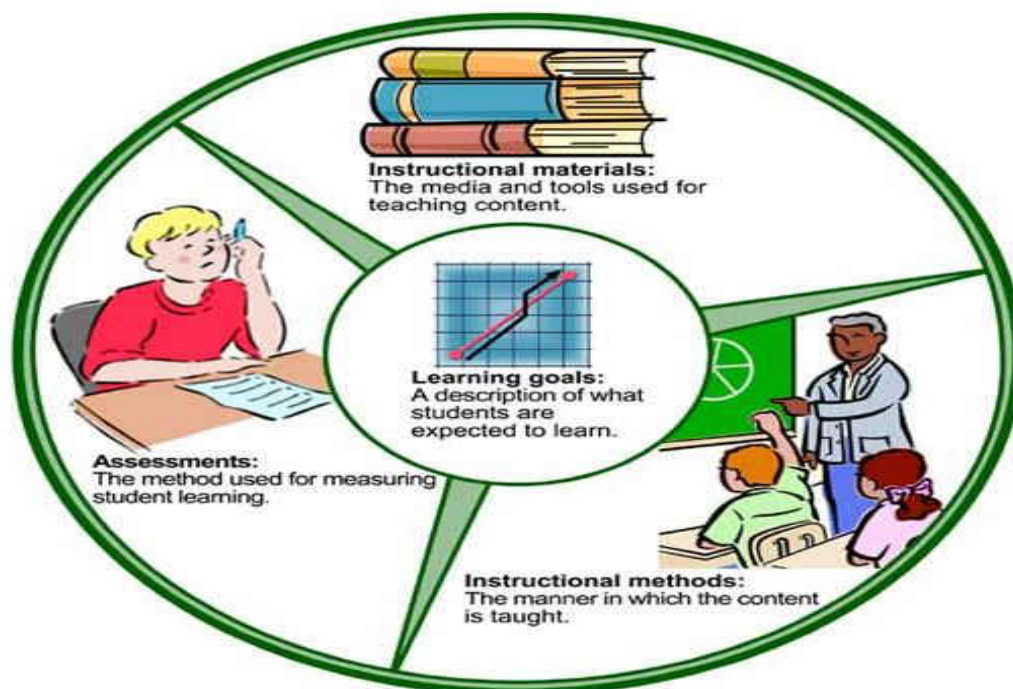 Instructional materials:
The media and tools used for
teaching content.
Learning goals:
A description of what
students are
expected to learn.
Assessments:
The method used for measuring
student learning.
Instructional methods:
The manner in which the content
is taught.